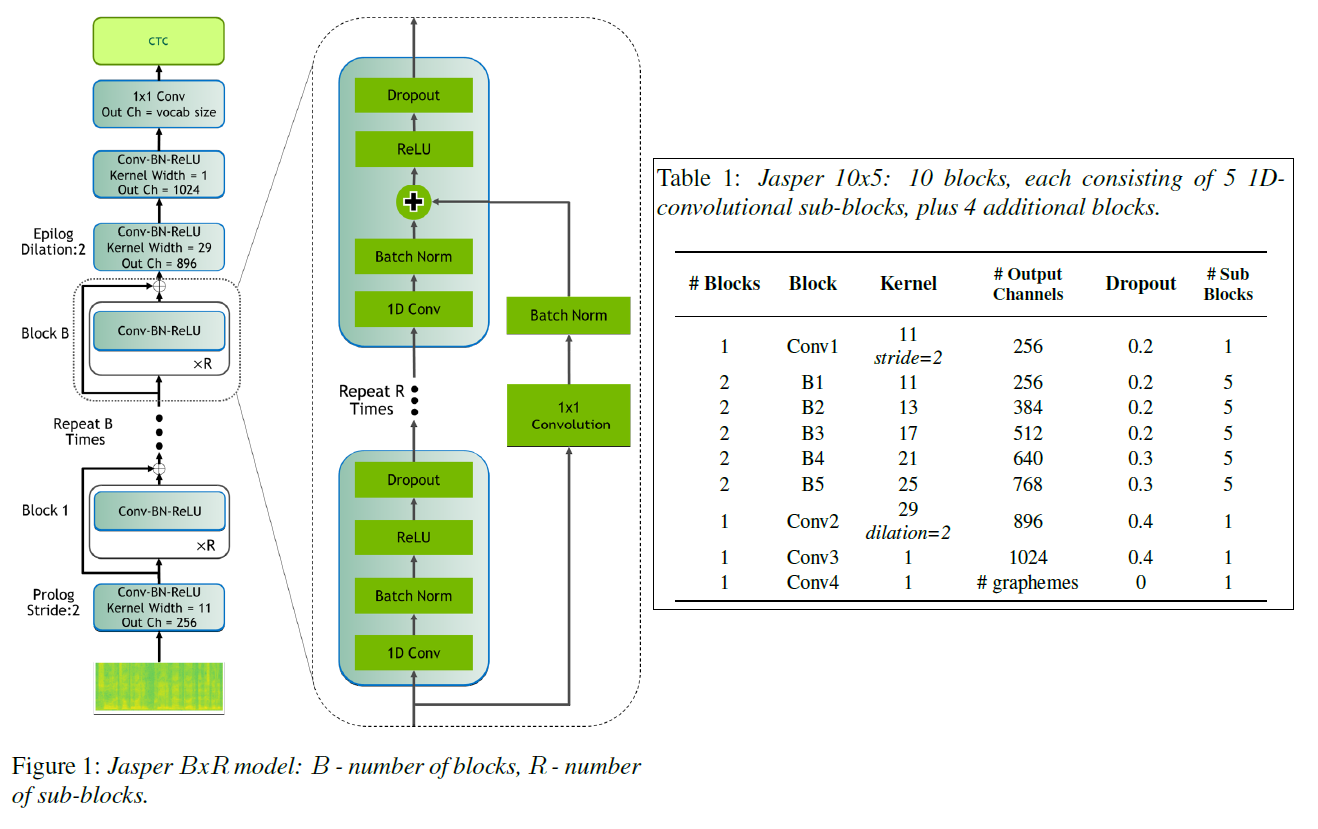 CTC
1x1 Conv
Out Ch = vocab size
Conv-BN-ReLU
Kernel Width = 1
Out Ch = 1024
Epilog
Dilation:2
Conv-BN-ReLU
Kernel Width = 29
Out Ch = 896
Block B
Conv-BN-ReLU
×R
Repeat B
Times
Block 1
Conv-BN-ReLU
×R
Prolog
Stride:2
Conv-BN-ReLU
Kernel Width = 11
Out Ch = 256
Dropout
ReLU
+
Batch Norm
1D Conv
Batch Norm
Repeat R
Times
1x1
Convolution
Dropout
ReLU
Batch Norm
1D Conv
Figure 1: Jasper BxR model: B - number of blocks, R - number
of sub-blocks.
Table 1: Jasper 10x5: 10 blocks, each consisting of 5 1D-
convolutional sub-blocks, plus 4 additional blocks.
# Blocks Block Kernel # Output Channels Dropout # Sub Blocks
1 Conv1 11 stride=2 256 0.2 1
2 B1 11 256 0.2 5
2 B2 13 384 0.2 5
2 B3 17 512 0.2 5
2 B4 21 640 0.3 5
2 B5 25 768 0.3 5
1 Conv2 29 dilation=2 896 0.4 1
1 Conv3 1 1024 0.4 1
1 Conv4 1 # graphemes 0 1